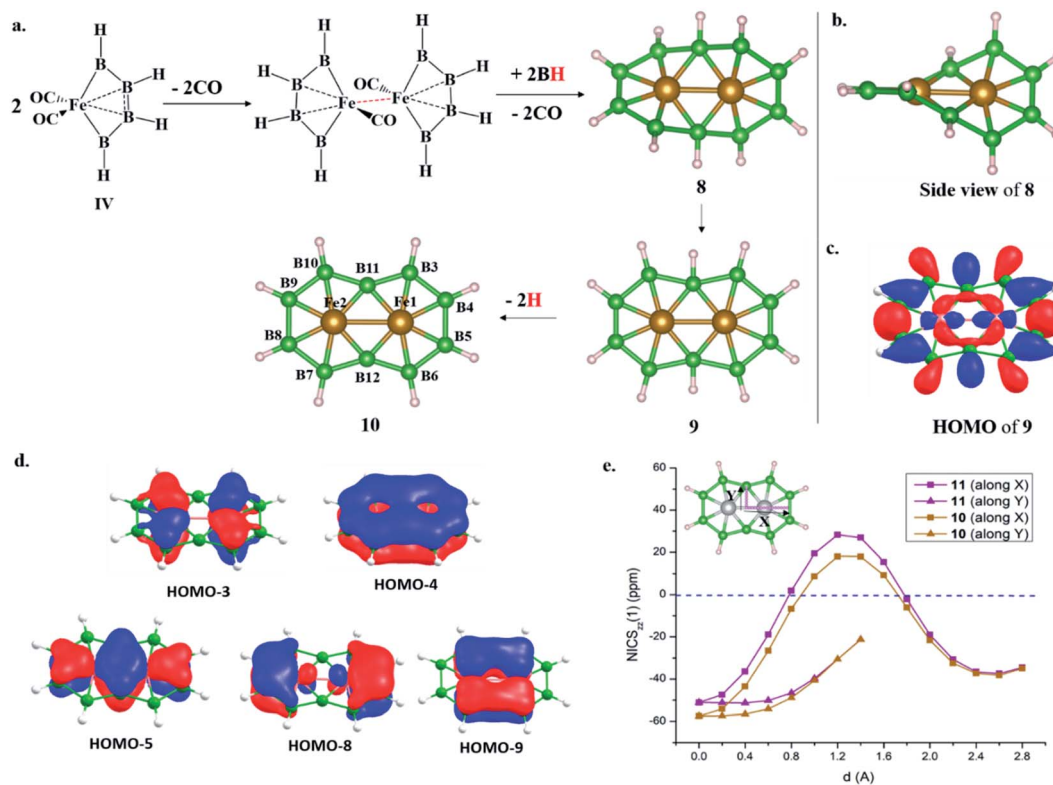 a.
2
H
B
H
OC
Fe
B
OC
B
B
H
H
IV
- 2CO
H
H
B
B
H
H
B
OC
B
Fe
Fe
B
B
CO
H
B
B
H
H
H
+ 2BH
- 2CO
8
b.
Side view of 8
c.
HOMO of 9
B10
B11
B3
B9
B4
Fe2
Fe1
B8
B5
B7
B12
B6
10
- 2H
9
d.
HOMO-3
HOMO-4
HOMO-5
HOMO-8
HOMO-9
e.
60
40
20
0
-20
-40
-60
NICSzz(1) (ppm)
Y
X
11 (along X)
11 (along Y)
10 (along X)
10 (along Y)
0.0 0.4 0.8 1.2 1.6 2.0 2.4 2.8
d (A)